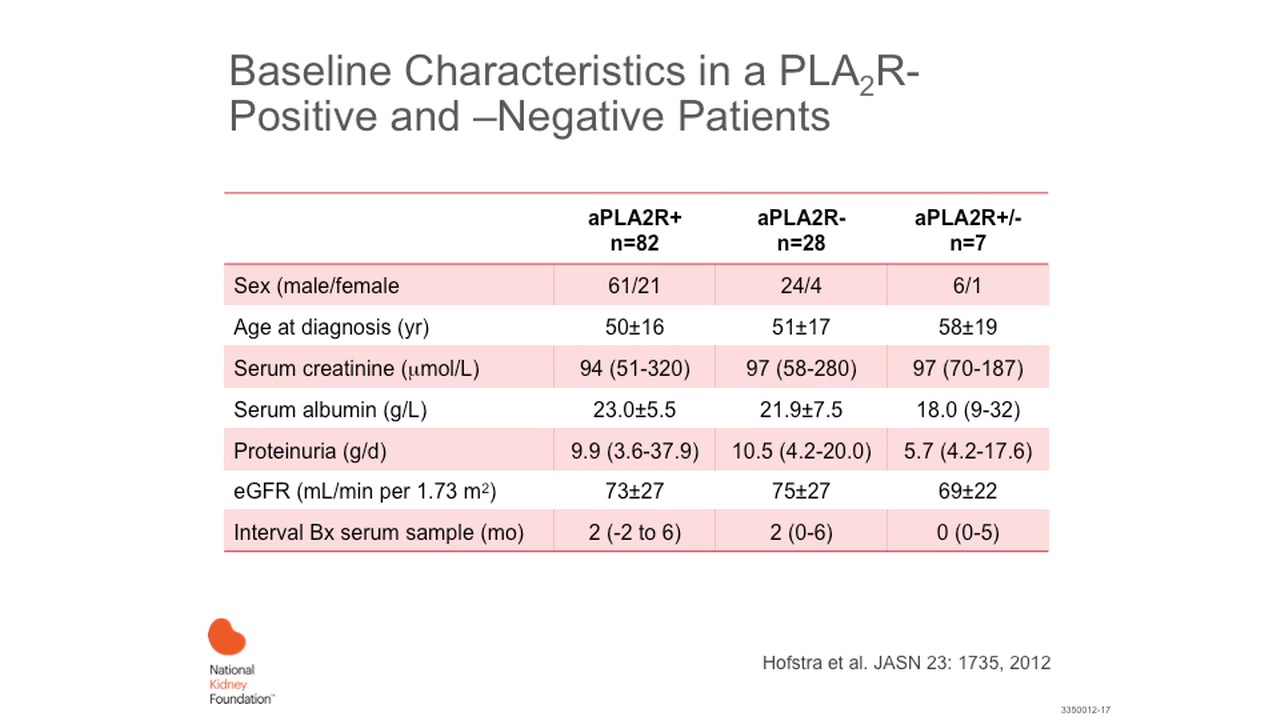 Baseline Characteristics in a PLA₂R-
Positive and –Negative Patients
aPLA2R+ aPLA2R- aPLA2R+/-
n=82 n=28 n=7
Sex (male/female 61/21 24/4 6/1
Age at diagnosis (yr) 50±16 51±17 58±19
Serum creatinine (μmol/L) 94 (51-320) 97 (58-280) 97 (70-187)
Serum albumin (g/L) 23.0±5.5 21.9±7.5 18.0 (9-32)
Proteinuria (g/d) 9.9 (3.6-37.9) 10.5 (4.2-20.0) 5.7 (4.2-17.6)
eGFR (mL/min per 1.73 m²) 73±27 75±27 69±22
Interval Bx serum sample (mo) 2 (-2 to 6) 2 (0-6) 0 (0-5)
National
Kidney
Foundation™
Hofstra et al. JASN 23: 1735, 2012
3350012-17